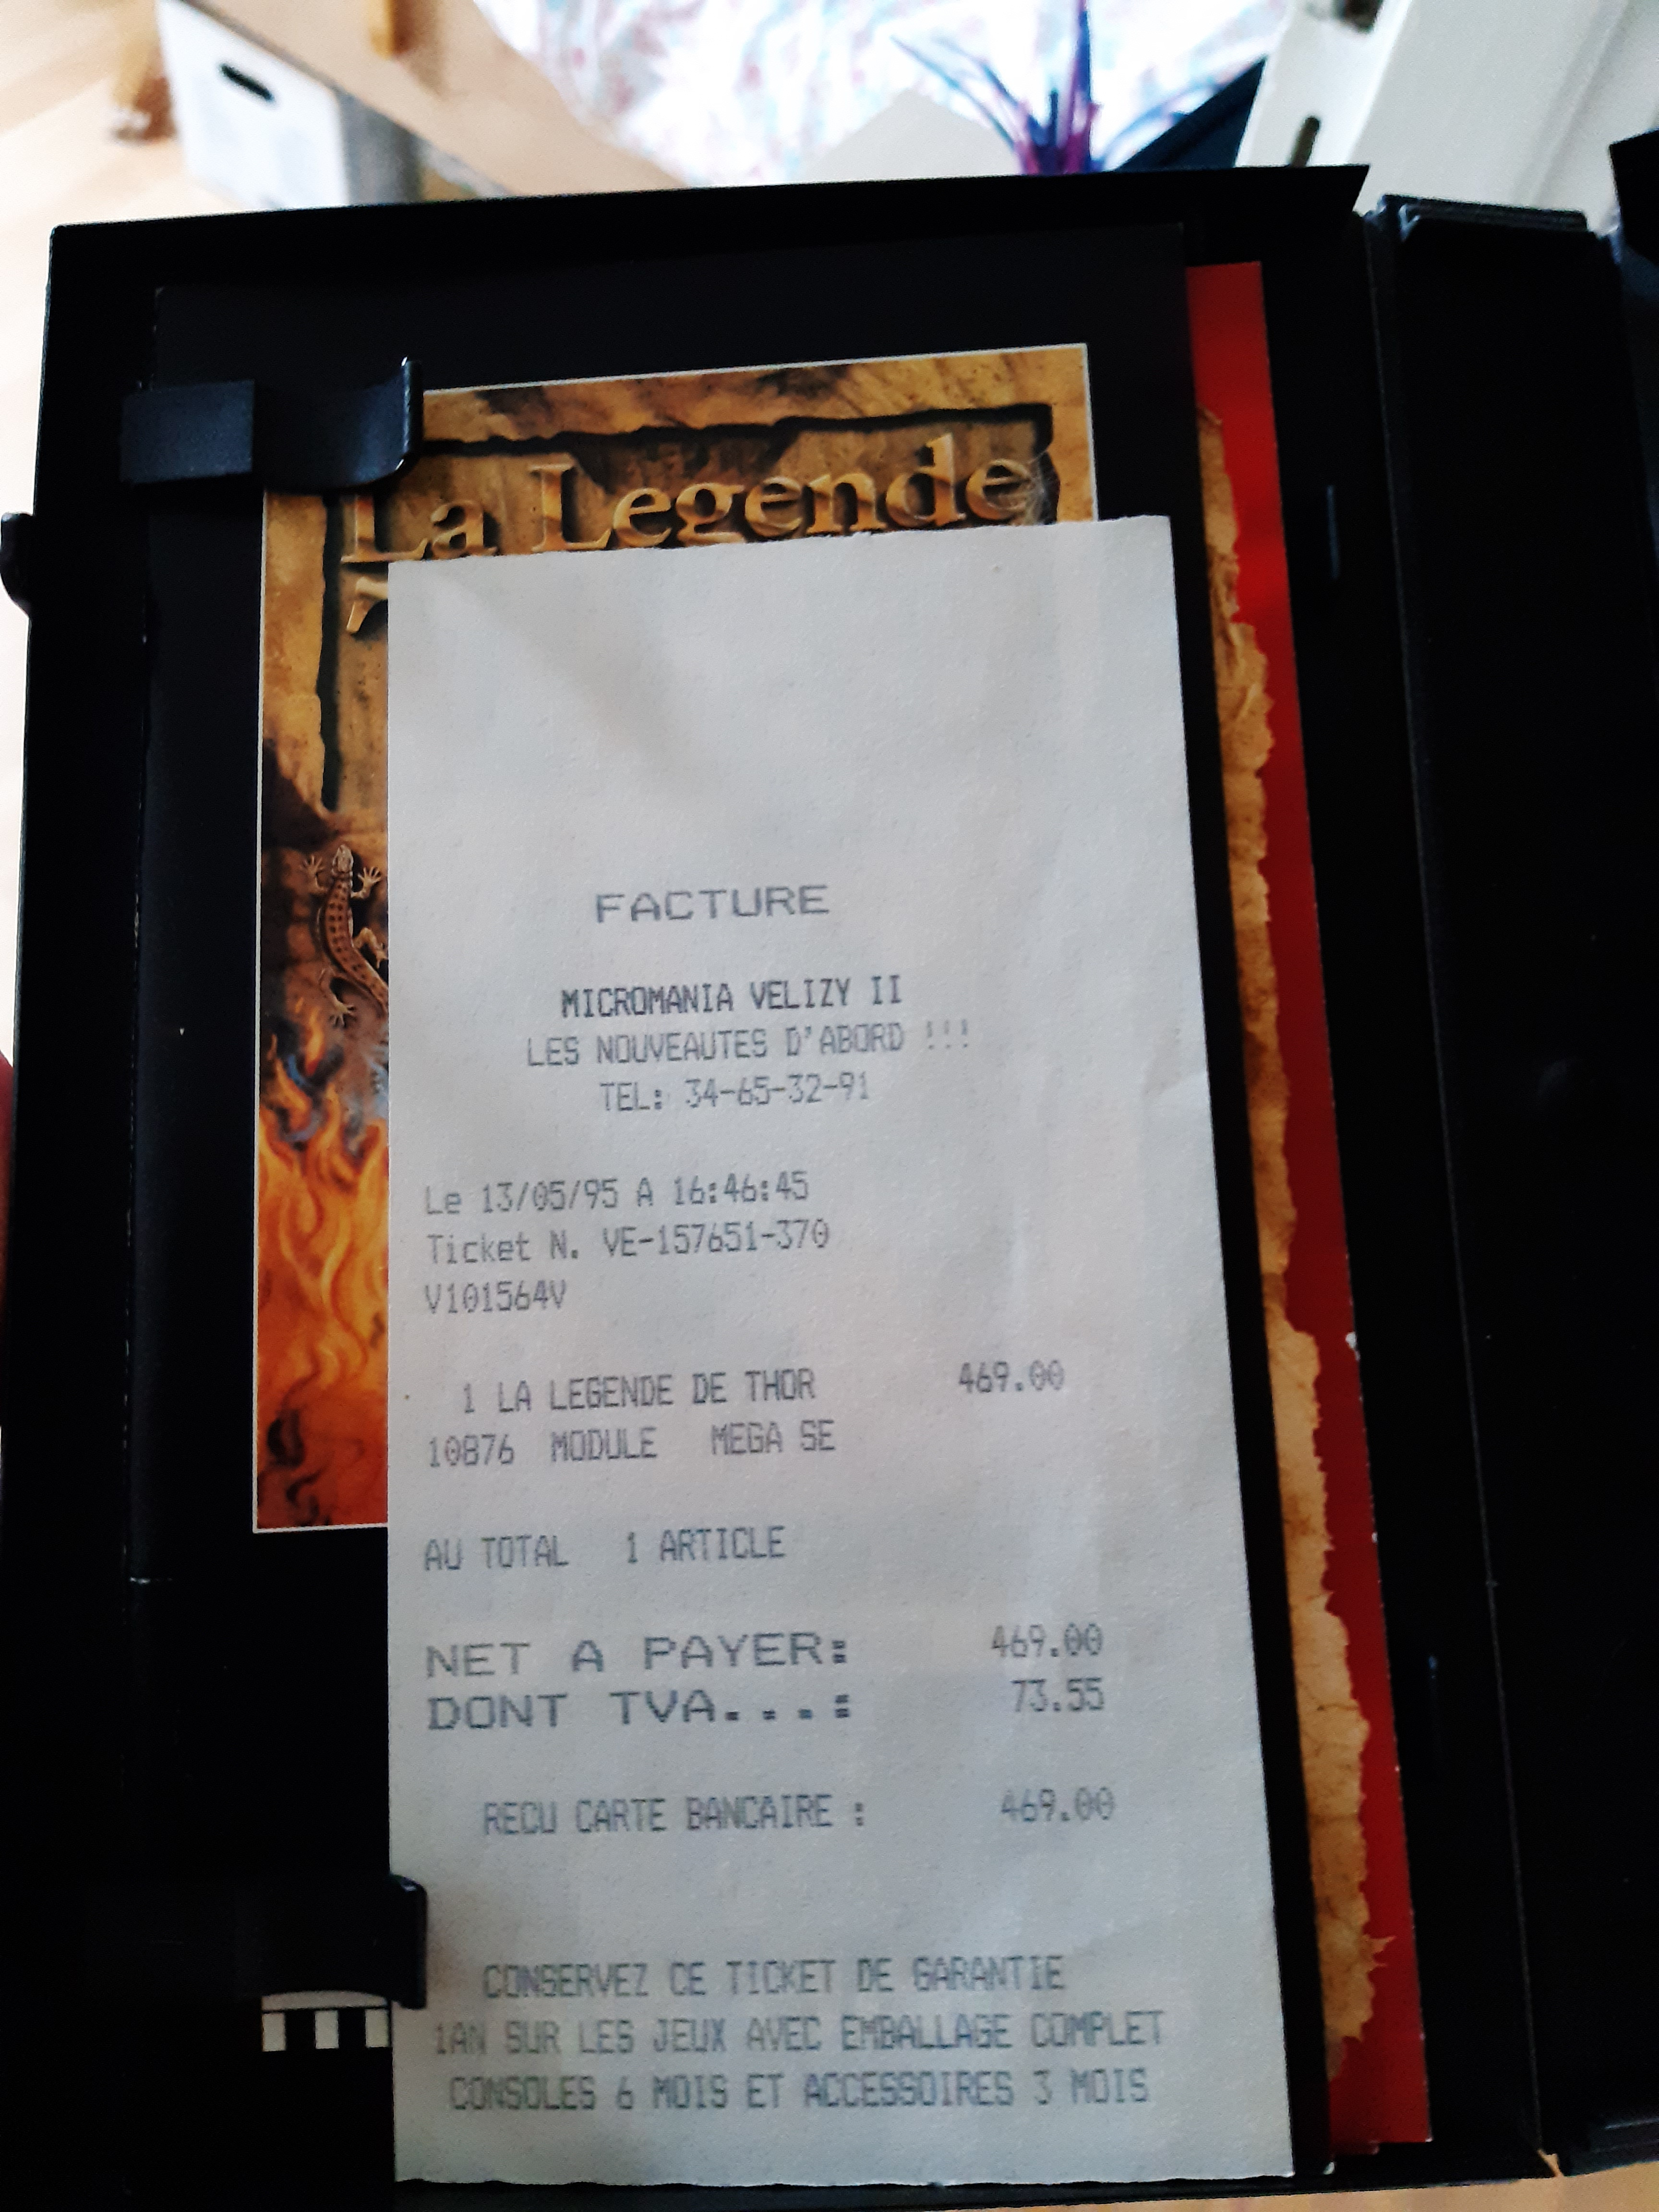 La Legende
FACTURE
MICROMANIA VELIZY II
LES NOUVEAUTES D'ABORD !!!
TEL: 34-65-32-91
Le 13/05/95 A 16:46:45
Ticket N. VE-157651-370
V101564V
1 LA LEGENDE DE THOR 469.00
10876 MODULE MEGA SE
AU TOTAL 1 ARTICLE
NET A PAYER: 469.00
DONT TVA...: 73.55
RECU CARTE BANCAIRE : 469.00
CONSERVEZ CE TICKET DE GARANTIE
1AN SUR LES JEUX AVEC EMBALLAGE COMPLET
CONSOLES 6 MOIS ET ACCESSOIRES 3 MOIS